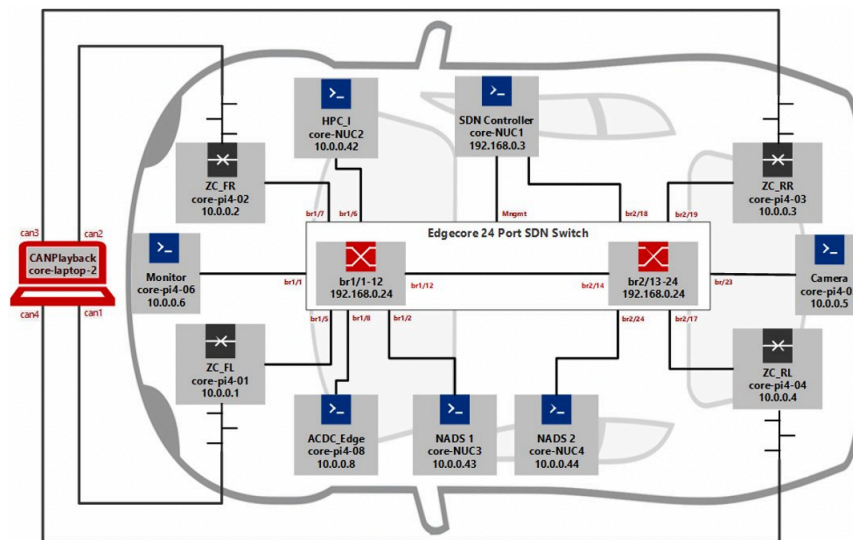 HPC_I
core-NUC2
10.0.0.42
SDN Controller
core-NUC1
192.168.0.3
ZC_FR
core-pi4-02
10.0.0.2
ZC_RR
core-pi4-03
10.0.0.3
can3
can2
br1/7
br1/6
Mngmt
br2/18
br2/19
Edgecore 24 Port SDN Switch
CANPlayback
core-laptop-2
Monitor
core-pi4-06
10.0.0.6
br1/1
br1/1-12
192.168.0.24
br1/12
br2/14
br2/13-24
192.168.0.24
br/23
Camera
core-pi4-0
10.0.0.5
can4
can1
br1/5
br1/8
br1/2
br2/24
br2/17
ZC_FL
core-pi4-01
10.0.0.1
ZC_RL
core-pi4-04
10.0.0.4
ACDC_Edge
core-pi4-08
10.0.0.8
NADS 1
core-NUC3
10.0.0.43
NADS 2
core-NUC4
10.0.0.44